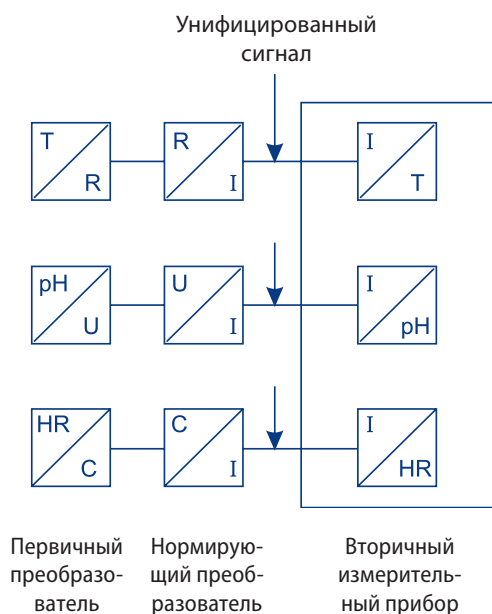 Унифицированный
сигнал
T R R I I T
pH U U I I pH
HR C C I I HR
Первичный
преобразо-
ватель
Нормирую-
щий преоб-
разователь
Вторичный
измеритель-
ный прибор